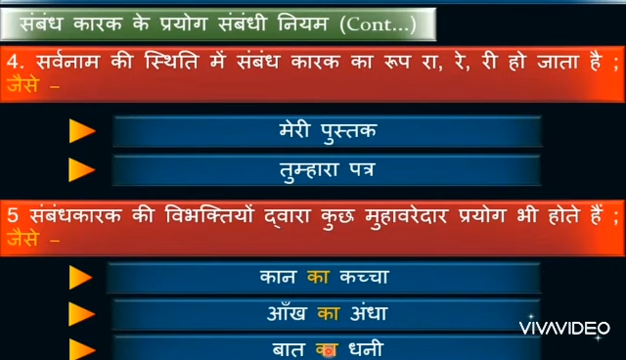 संबंध कारक के प्रयोग संबंधी नियम (Cont...)
4. सर्वनाम की स्थिति में संबंध कारक का रूप रा, रे, री हो जाता है ;
जैसे –
मेरी पुस्तक
तुम्हारा पत्र
5 संबंधकारक की विभक्तियों द्वारा कुछ मुहावरेदार प्रयोग भी होते हैं ;
जैसे –
कान का कच्चा
आँख का अंधा
बात का धनी
VIVAVIDEO